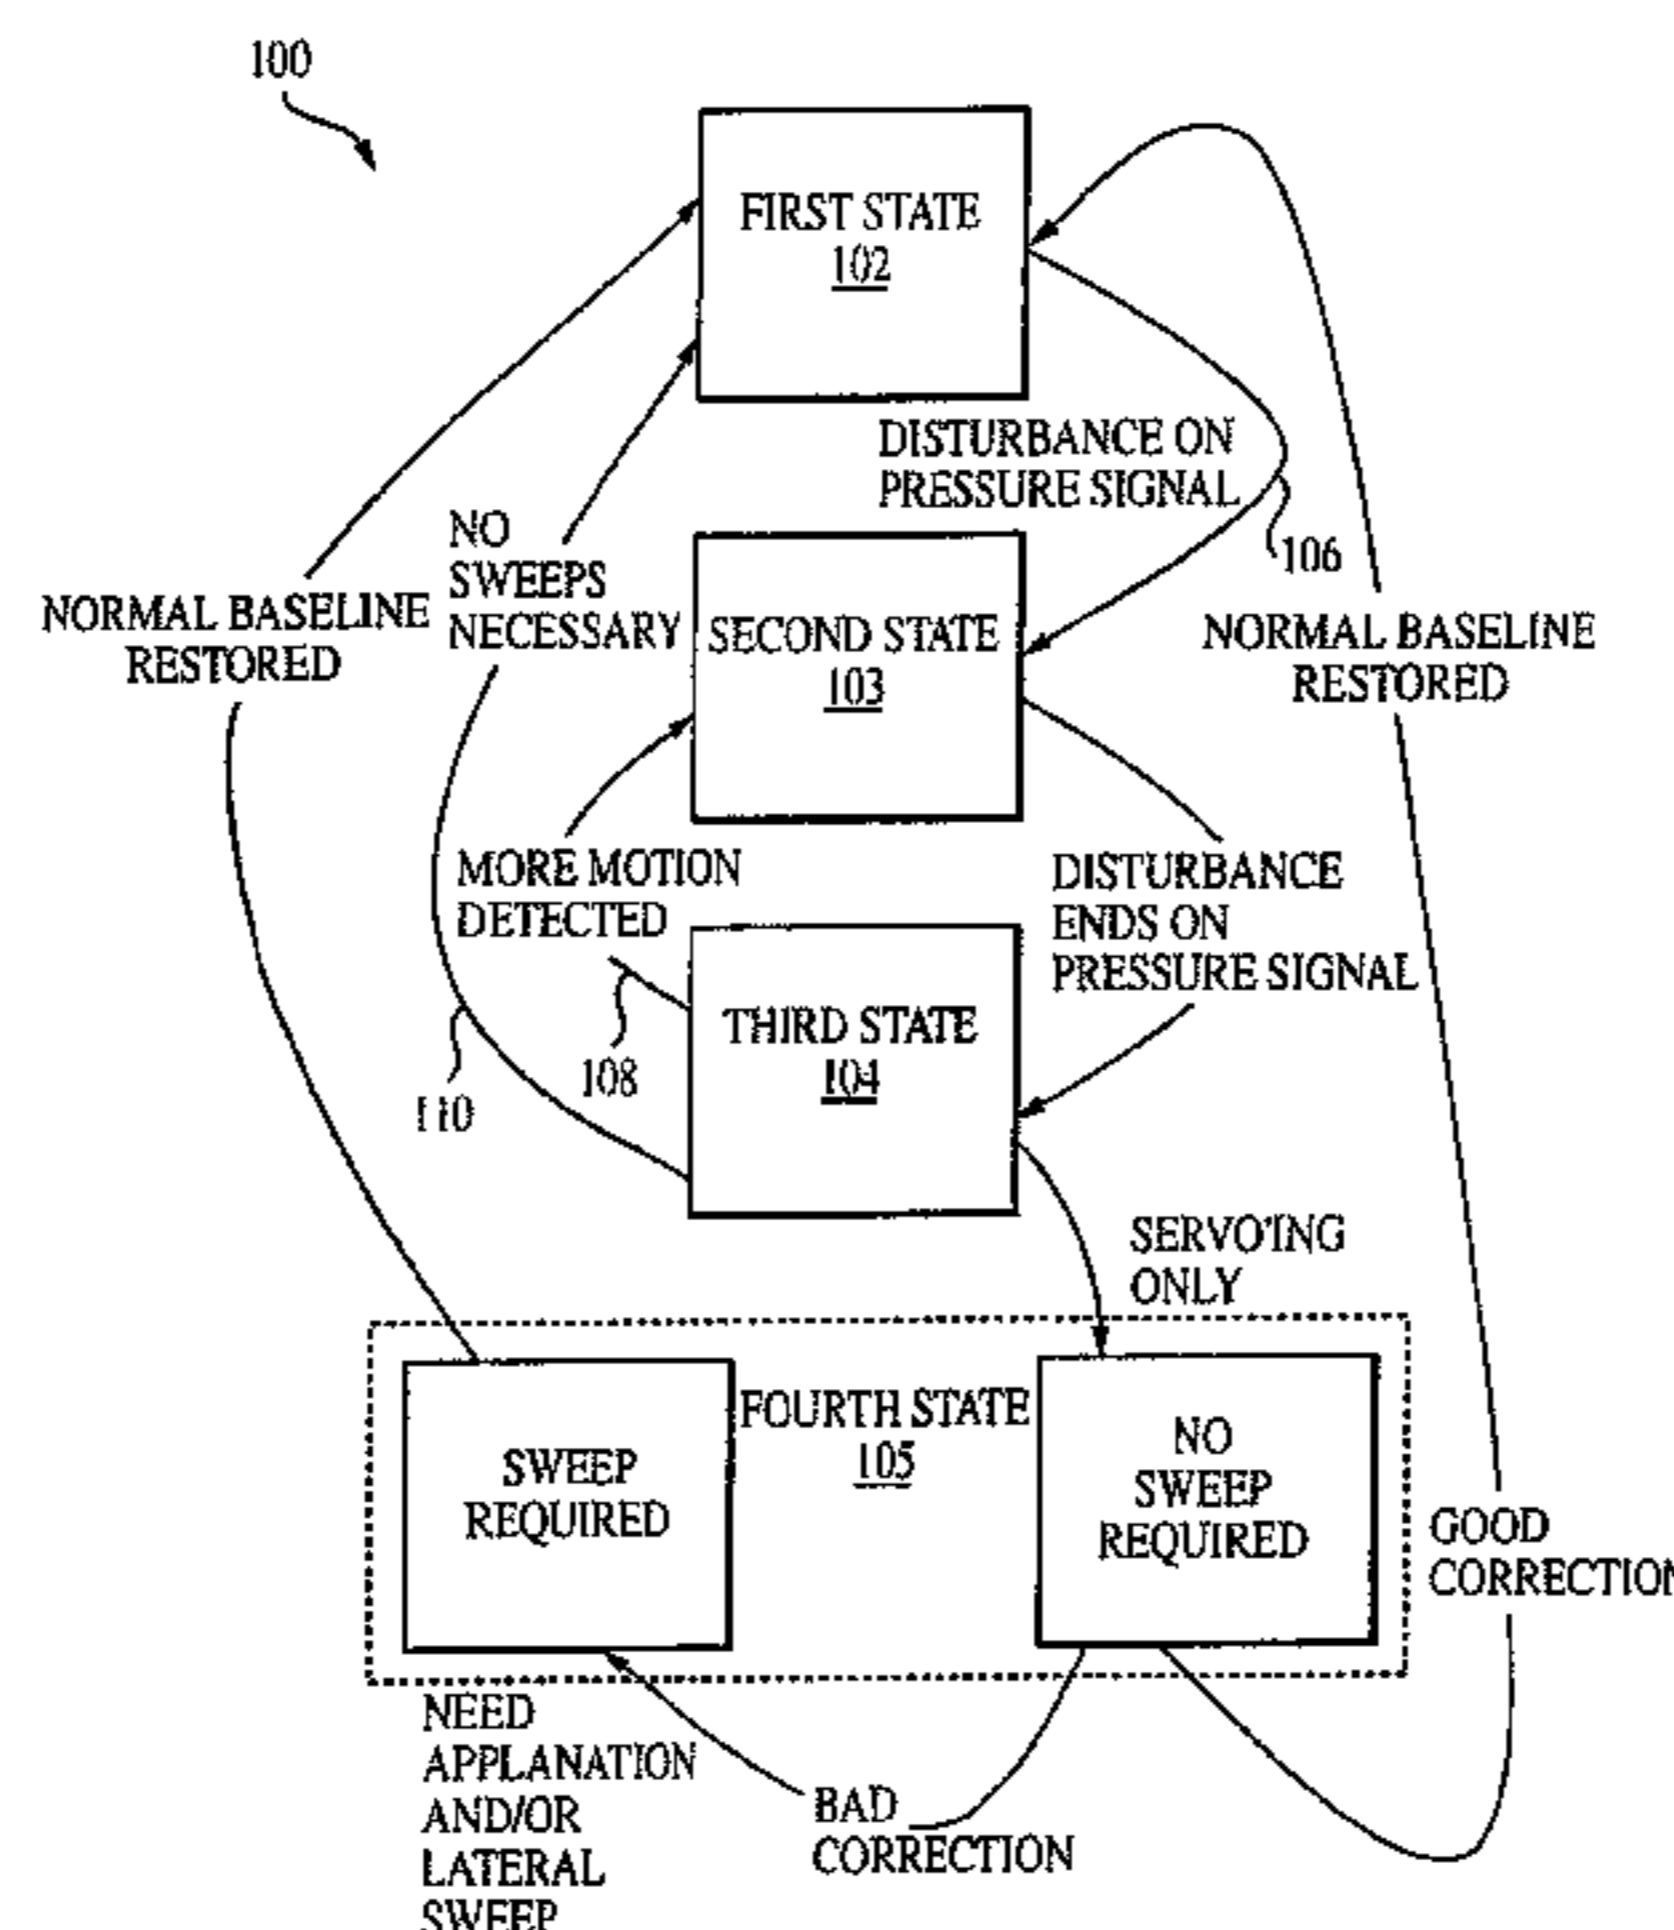 100
FIRST STATE
102
DISTURBANCE ON
PRESSURE SIGNAL
106
NO
SWEEPS
NECESSARY
NORMAL BASELINE
RESTORED
SECOND STATE
103
NORMAL BASELINE
RESTORED
MORE MOTION
DETECTED
DISTURBANCE
ENDS ON
PRESSURE SIGNAL
THIRD STATE
104
108
110
SERVO'ING
ONLY
FOURTH STATE
105
SWEEP
REQUIRED
NO
SWEEP
REQUIRED
GOOD
CORRECTION
NEED
APPLANATION
AND/OR
LATERAL
SWEEP
BAD
CORRECTION